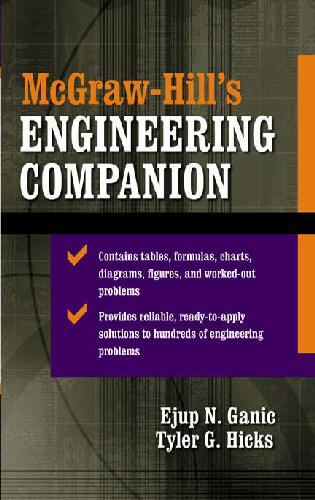 McGraw-Hill's
ENGINEERING
COMPANION
Contains tables, formulas, charts,
diagrams, figures, and worked-out
problems
Provides reliable, ready-to-apply
solutions to hundreds of engineering
problems
Ejup N. Ganic
Tyler G. Hicks